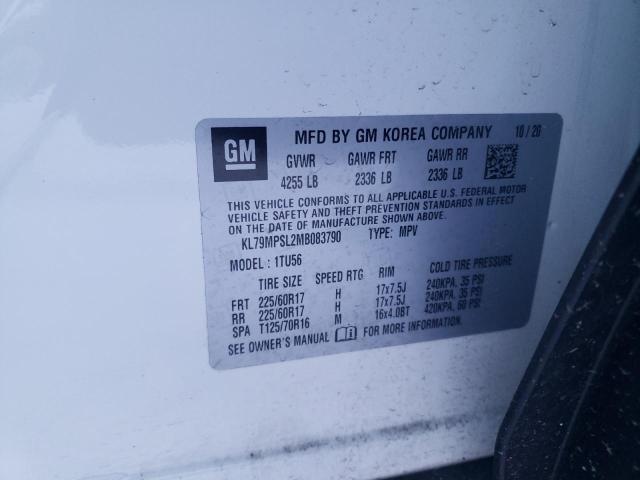 GM
MFD BY GM KOREA COMPANY 10/20
GVWR GAWR FRT GAWR RR
4255 LB 2336 LB 2336 LB
THIS VEHICLE CONFORMS TO ALL APPLICABLE U.S. FEDERAL MOTOR
VEHICLE SAFETY AND THEFT PREVENTION STANDARDS IN EFFECT
ON THE DATE OF MANUFACTURE SHOWN ABOVE.
KL79MPSL2MB083790 TYPE: MPV
MODEL : 1TU56
TIRE SIZE SPEED RTG RIM COLD TIRE PRESSURE
FRT 225/60R17 H 17x7.5J 240KPA, 35 PSI
RR 225/60R17 H 17x7.5J 240KPA, 35 PSI
SPA T125/70R16 M 16x4.0BT 420KPA, 60 PSI
SEE OWNER'S MANUAL FOR MORE INFORMATION.